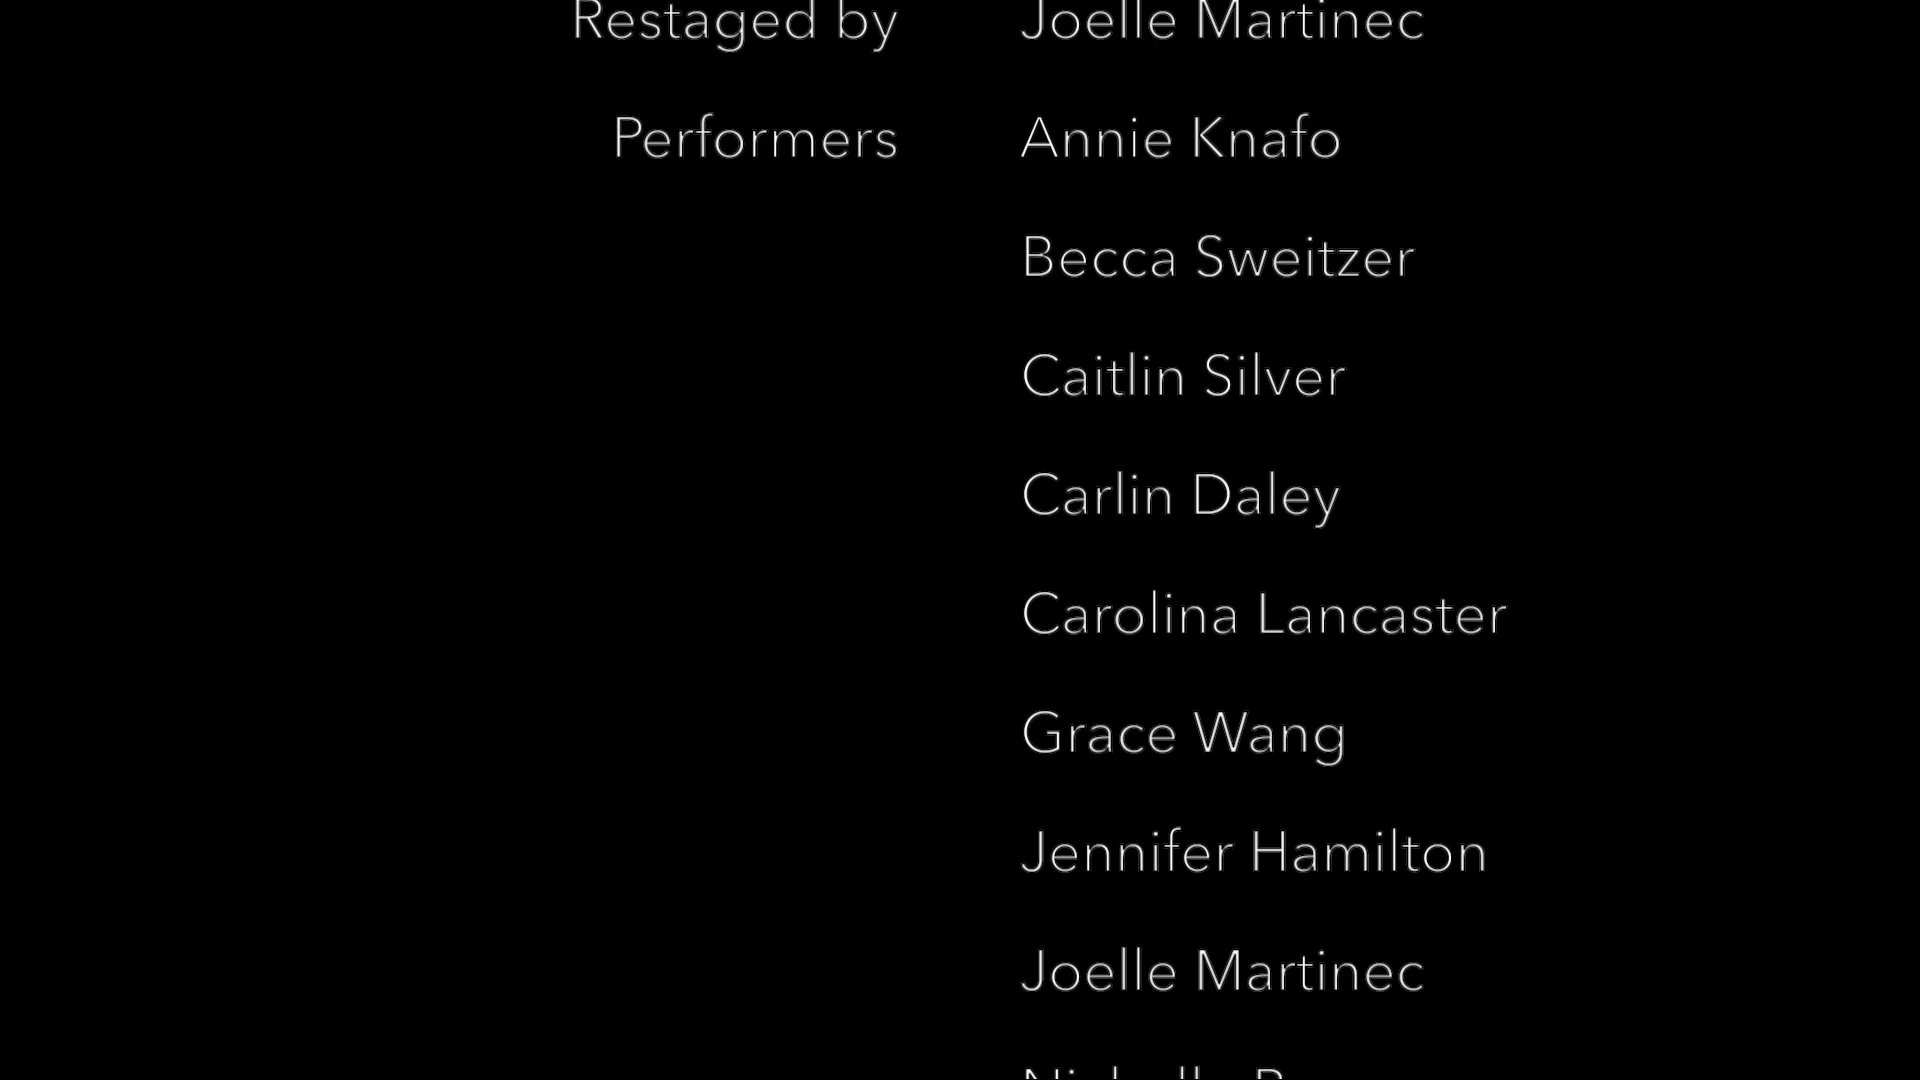 Restaged by Joelle Martinec
Performers Annie Knafo
Becca Sweitzer
Caitlin Silver
Carlin Daley
Carolina Lancaster
Grace Wang
Jennifer Hamilton
Joelle Martinec